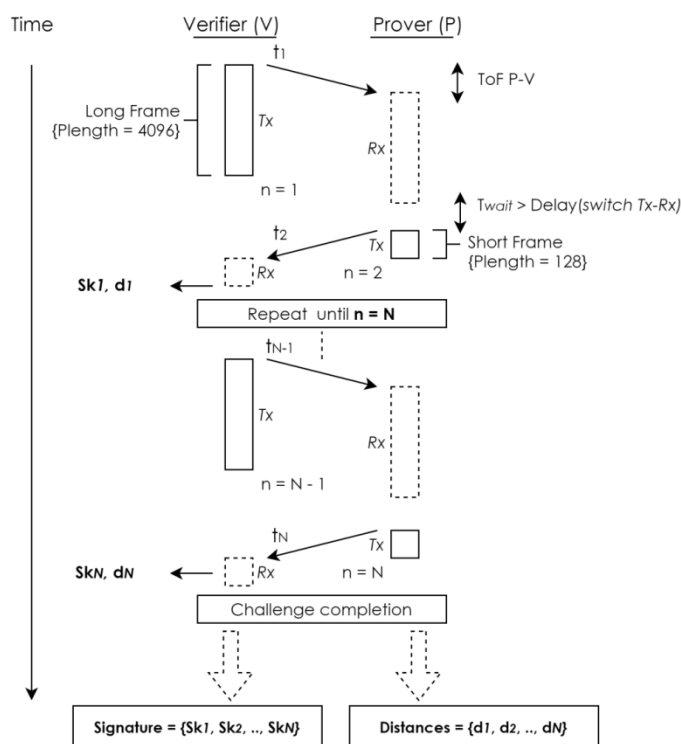 Time
Verifier (V)
Prover (P)
t1
ToF P-V
Long Frame
{Plength = 4096}
Tx
Rx
n = 1
Twait > Delay(switch Tx-Rx)
t2
Tx
Short Frame
{Plength = 128}
Rx
n = 2
Sk1, d1
Repeat until n = N
tN-1
Tx
Rx
n = N - 1
tN
Tx
SkN, dN
Rx
n = N
Challenge completion
Signature = {Sk1, Sk2, .., SkN}
Distances = {d1, d2, .., dN}